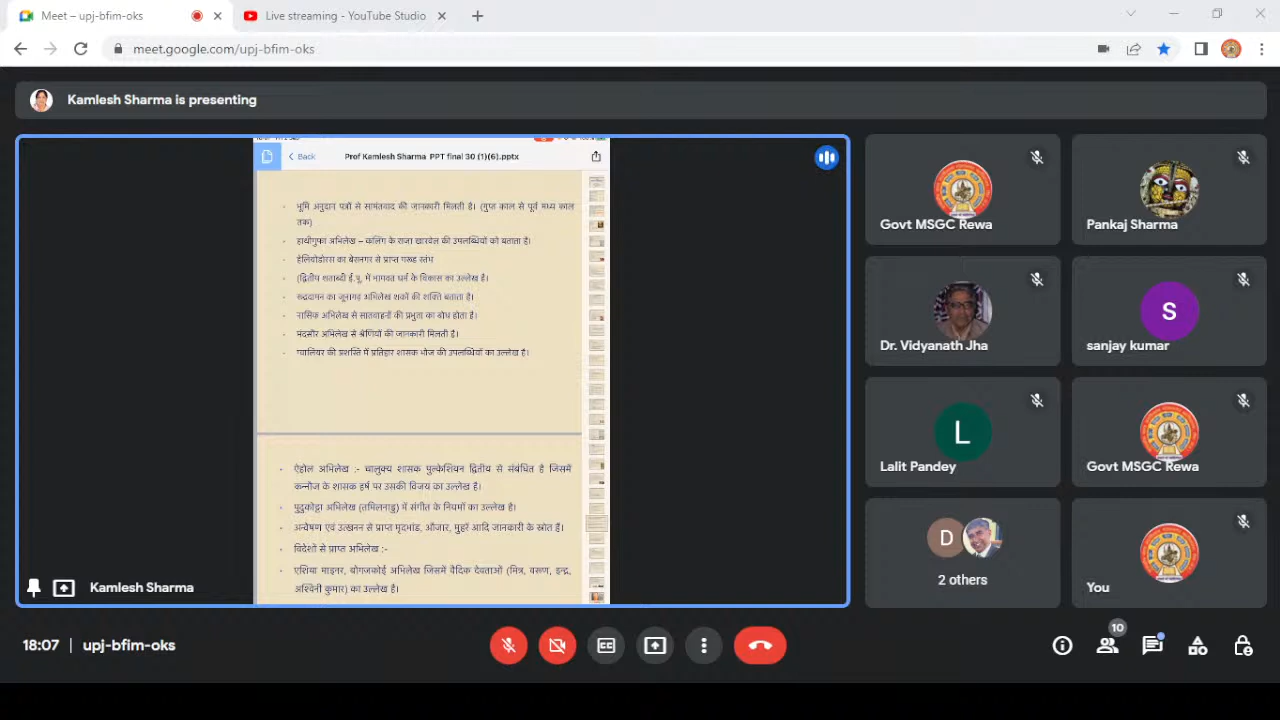 Meet – upj-bfim-oks
Live streaming - YouTube Studio
meet.google.com/upj-bfim-oks
Kamlesh Sharma is presenting
Back
Prof Kamlesh Sharma PPT final 30 (1)(6).pptx
भूमि अनुदान पत्रों से सामंतवाद की जानकारी मिलती है। (गुप्त काल से पूर्व मध्य काल
तक)
हाथीगुफा अभिलेख – कलिंग के राजा खारवेल की उपलब्धियों को बताता है।
हेलियोडोरस का बेसनगर से प्राप्त गरूड़ स्तंभ
(द्वितीय शताब्दी ई.पू. में भागवत धर्म के विकास का उल्लेख है।
रूद्रदामन का जूनागढ़ अभिलेख शकों की शक्ति बताता है।
नासिक अभिलेख से सातवाहनों की प्रभुता का बोध होता है।
मंदसौर अभिलेख से श्रेणियों की जानकारी मिलती है।
ग्वालियर की प्रशस्ति में प्रतिहार शासक भोज की उपलब्धियों का उल्लेख है।
ऐहोल अभिलेख :- चालुक्य शासक पुल्केशियन द्वितीय से संबंधित है जिसमें
कन्नौज के शासक हर्ष पर उसकी विजय का उल्लेख है।
पुदुकोट्टा अभिलेख (तमिलनाडु) में संगीत के नियमों का उल्लेख है।
अन्वेषण और उत्खनन से प्राप्त मृदभांड, औजार, मुहरें आदि जानकारी के स्रोत हैं।
विदेशों से प्राप्त अभिलेख :-
एशिया माइनर, बोगजकोई अभिलेख जिसमें वैदिक देवताओं (मित्र, वरूण, इन्द्र,
अश्विनी कुमार) का उल्लेख है।
Kamlesh Sharma
Govt MSGC Rewa
Pankaj Sharma
Dr. Vidyanath Jha
S
sanjay kumar
L
Lalit Panday
Govt MSGC Rewa
D
2 others
You
18:07 | upj-bfim-oks
CC
10